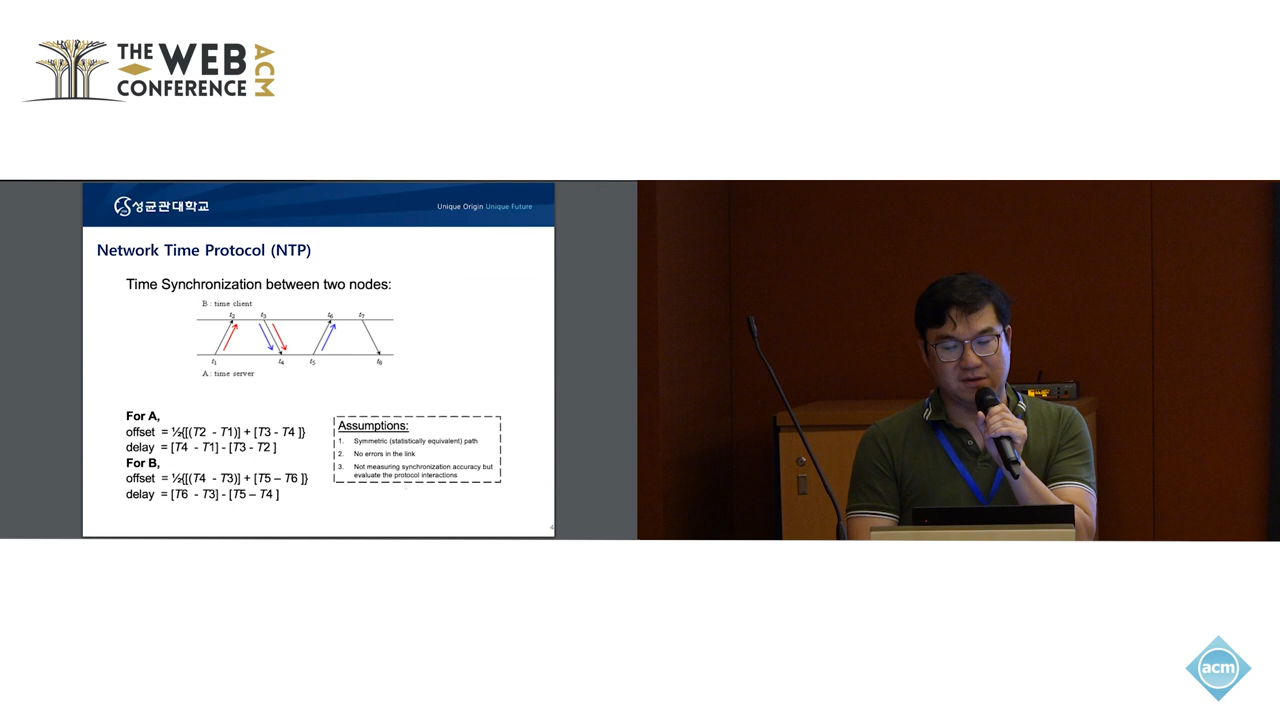 THE WEB
CONFERENCE
ACM
성균관대학교
Unique Origin Unique Future
Network Time Protocol (NTP)
Time Synchronization between two nodes:
B : time client
t2 t3 t6 t7
t1 t4 t5 t8
A : time server
For A,
offset = ½{[(T2 - T1)] + [T3 - T4 ]}
delay = [T4 - T1] - [T3 - T2 ]
For B,
offset = ½{[(T4 - T3)] + [T5 – T6 ]}
delay = [T6 - T3] - [T5 – T4 ]
Assumptions:
1. Symmetric (statistically equivalent) path
2. No errors in the link
3. Not measuring synchronization accuracy but
evaluate the protocol interactions
4
acm